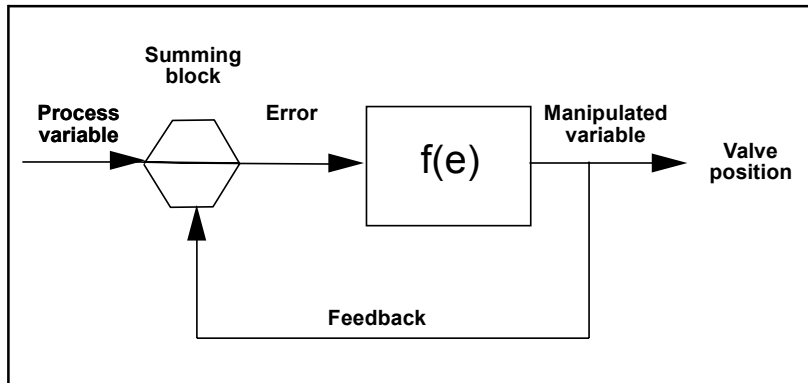 Summing
block
Process
variable
Error
f(e)
Manipulated
variable
Valve
position
Feedback